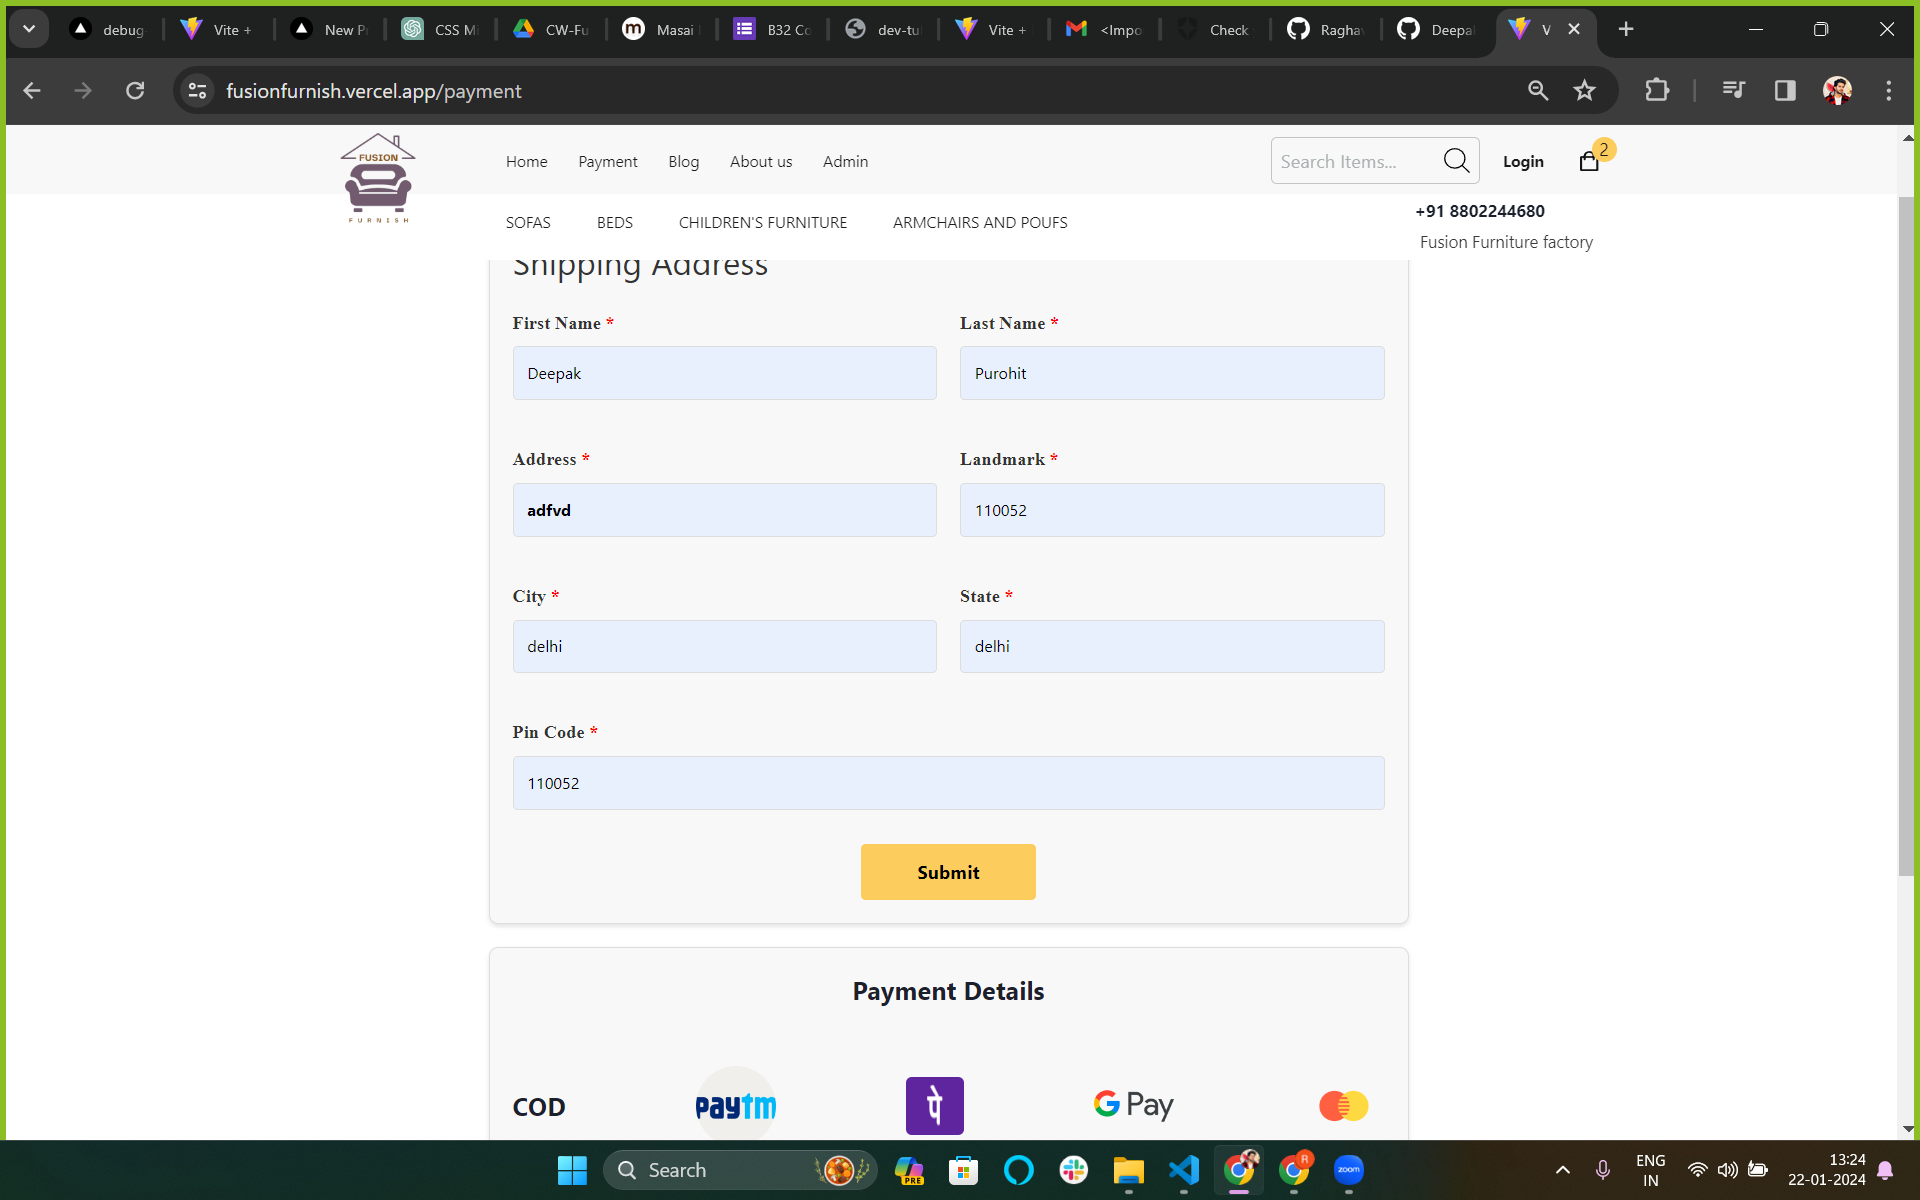 debug
Vite +
New P
CSS Mi
CW-Fu
Masai
B32 Co
dev-tu
Vite +
<Impo
Check
Ragha
Deepa
V
fusionfurnish.vercel.app/payment
FUSION
FURNISH
Home Payment Blog About us Admin
Search Items...
Login
2
SOFAS BEDS CHILDREN'S FURNITURE ARMCHAIRS AND POUFS
+91 8802244680
Fusion Furniture factory
Shipping Address
First Name * Last Name *
Deepak Purohit
Address * Landmark *
adfvd 110052
City * State *
delhi delhi
Pin Code *
110052
Submit
Payment Details
COD paytm पे G Pay
Search
PRE
R
zoom
ENG
IN
13:24
22-01-2024